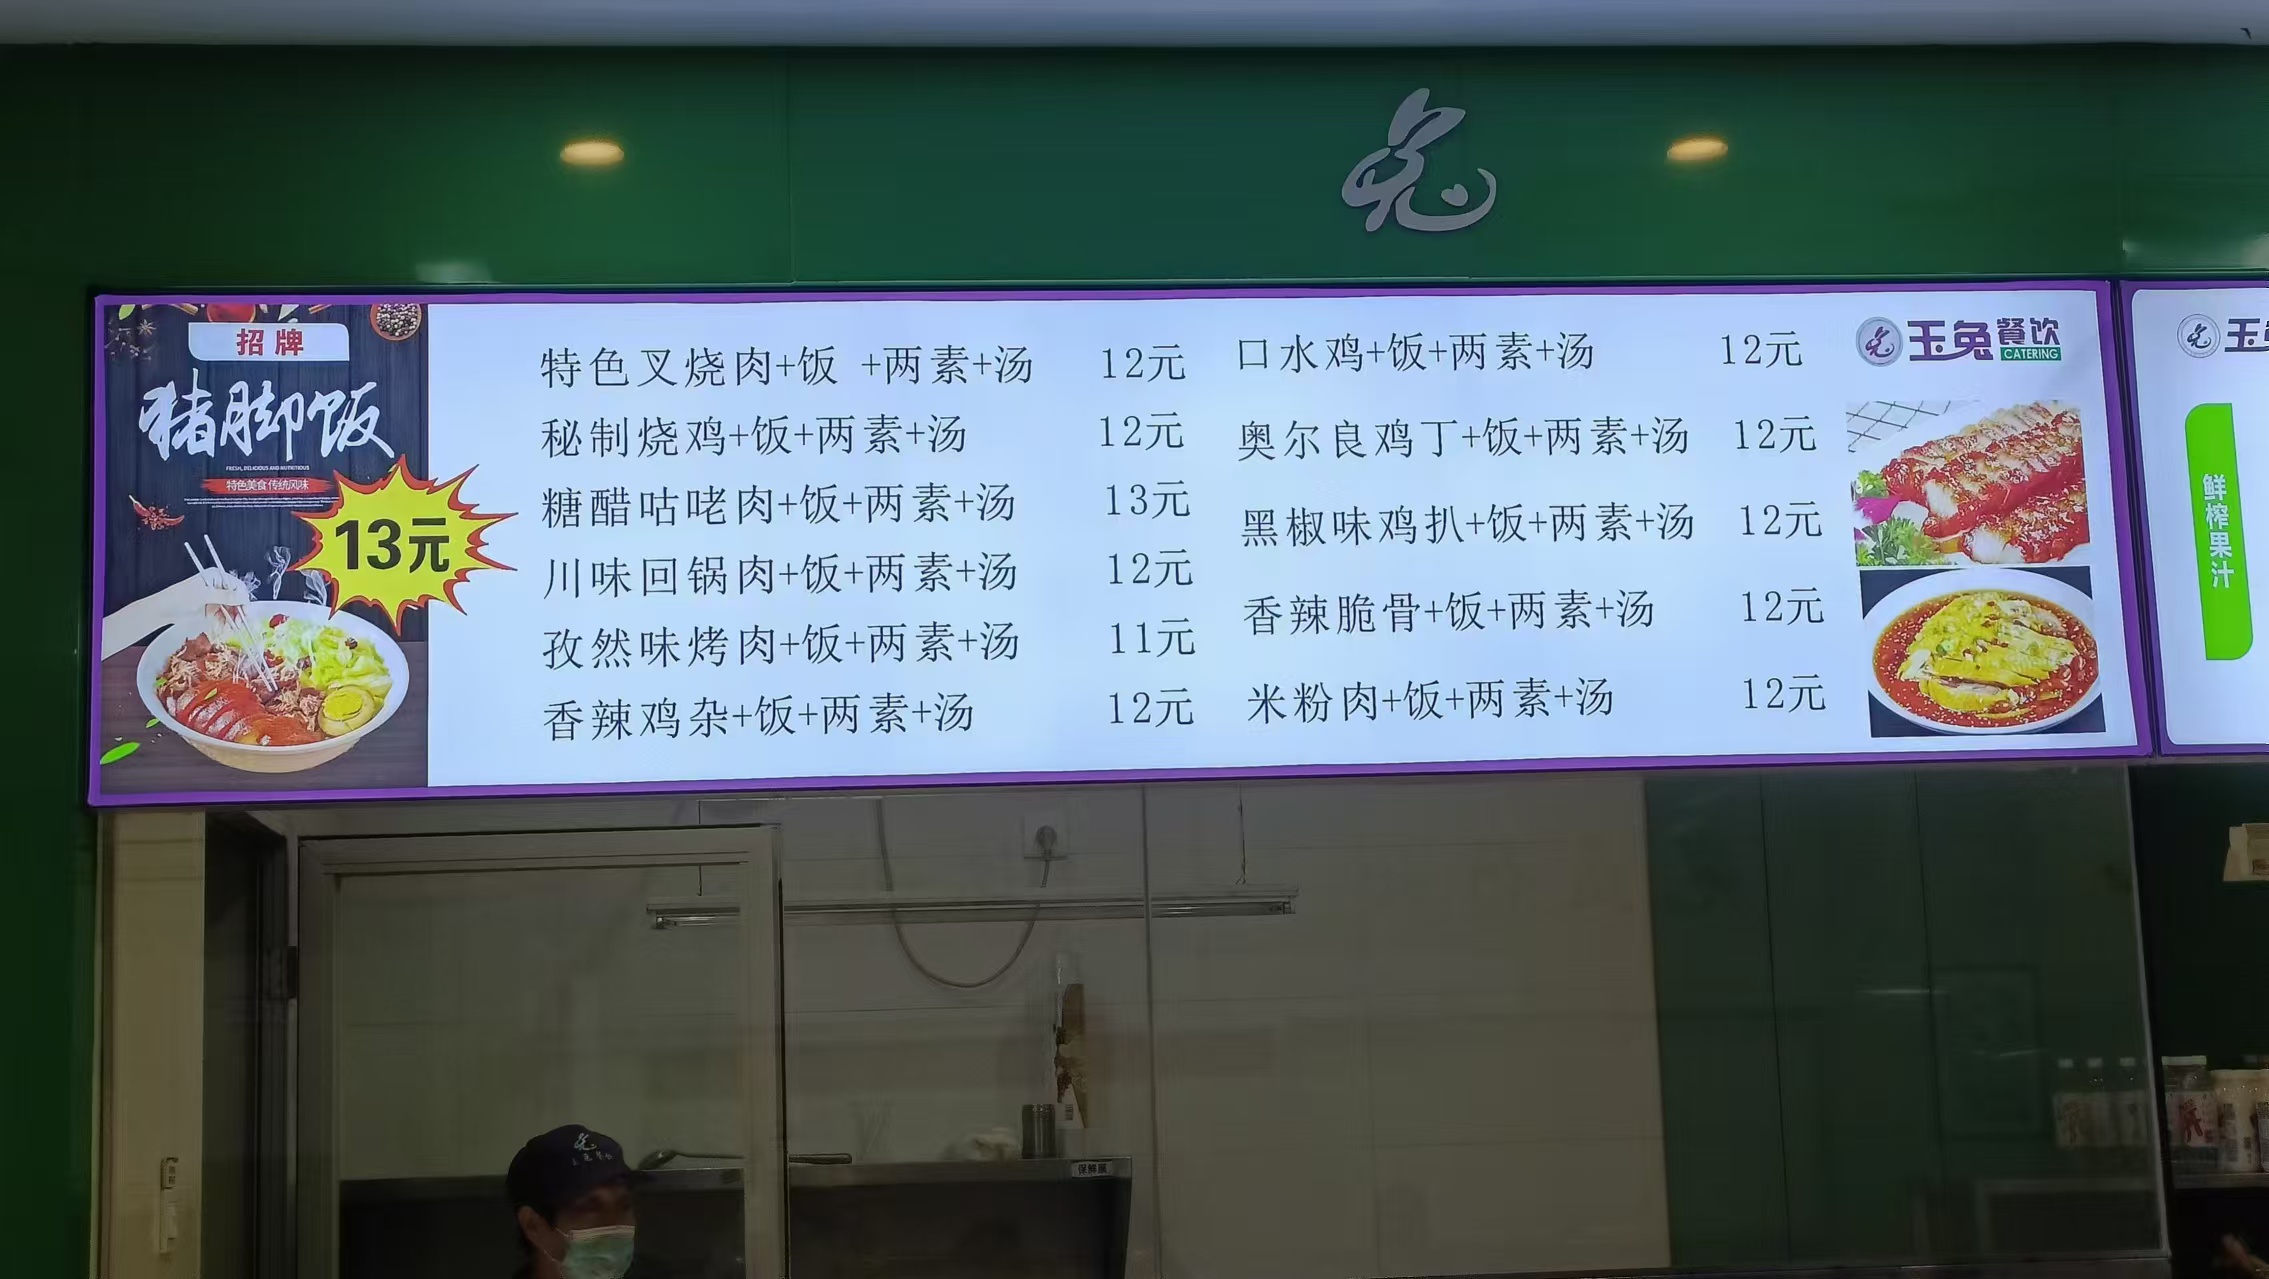 招牌
猪脚饭
FRESH, DELICIOUS AND NUTRITIOUS
特色美食 传统风味
13元
特色叉烧肉+饭 +两素+汤 12元
秘制烧鸡+饭+两素+汤 12元
糖醋咕咾肉+饭+两素+汤 13元
川味回锅肉+饭+两素+汤 12元
孜然味烤肉+饭+两素+汤 11元
香辣鸡杂+饭+两素+汤 12元
口水鸡+饭+两素+汤 12元
奥尔良鸡丁+饭+两素+汤 12元
黑椒味鸡扒+饭+两素+汤 12元
香辣脆骨+饭+两素+汤 12元
米粉肉+饭+两素+汤 12元
玉兔餐饮
CATERING
玉
鲜榨果汁